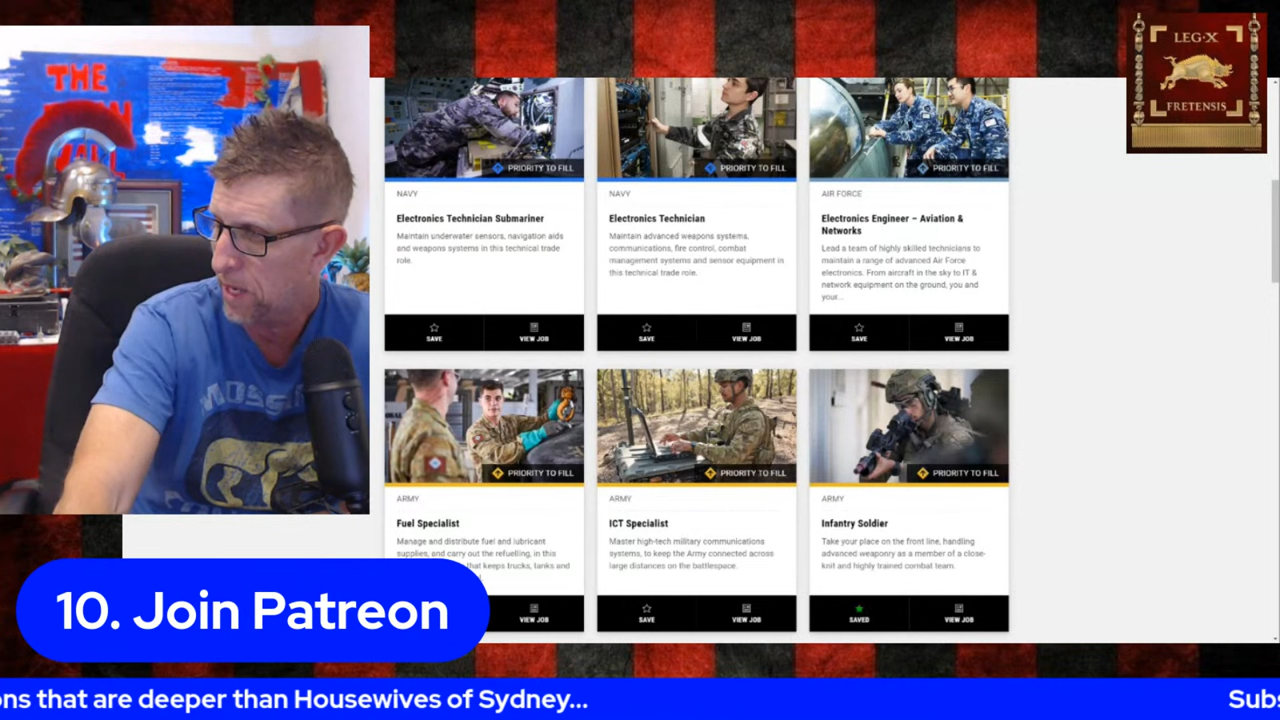 THE
LEG·X
FRETENSIS
PRIORITY TO FILL
PRIORITY TO FILL
PRIORITY TO FILL
NAVY
Electronics Technician Submariner
Maintain underwater sensors, navigation aids
and weapons systems in this technical trade
role.
SAVE
VIEW JOB
NAVY
Electronics Technician
Maintain advanced weapons systems,
communications, fire control, combat
management systems and sensor equipment in
this technical trade role.
SAVE
VIEW JOB
AIR FORCE
Electronics Engineer – Aviation &
Networks
Lead a team of highly skilled technicians to
maintain a range of advanced Air Force
electronics. From aircraft in the sky to IT &
network equipment on the ground, you and
your...
SAVE
VIEW JOB
PRIORITY TO FILL
PRIORITY TO FILL
PRIORITY TO FILL
ARMY
Fuel Specialist
Manage and distribute fuel and lubricant
supplies, and carry out the refuelling, in this
that keeps trucks, tanks and
VIEW JOB
ARMY
ICT Specialist
Master high-tech military communications
systems, to keep the Army connected across
large distances on the battlespace.
SAVE
VIEW JOB
ARMY
Infantry Soldier
Take your place on the front line, handling
advanced weaponry as a member of a close-
knit and highly trained combat team.
SAVED
VIEW JOB
10. Join Patreon
ons that are deeper than Housewives of Sydney...
Subs